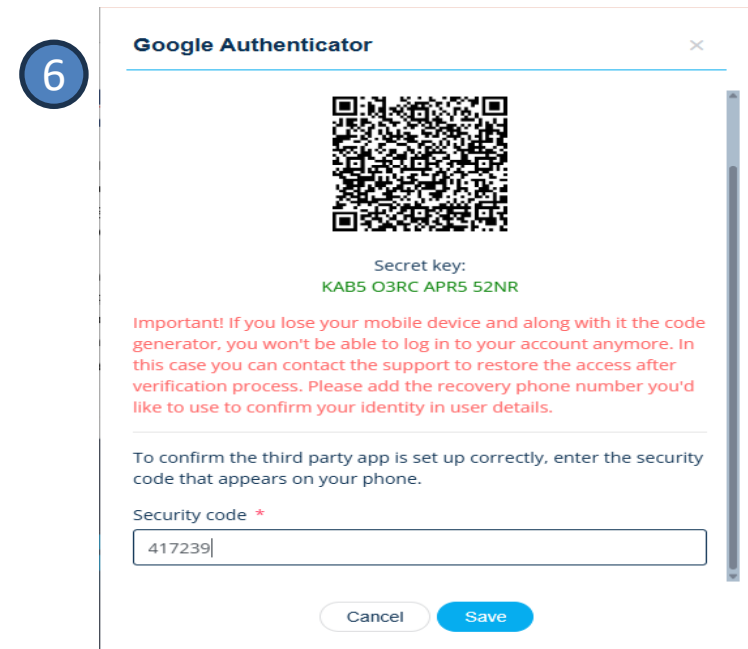 6
Google Authenticator
Secret key:
KAB5 O3RC APR5 52NR
Important! If you lose your mobile device and along with it the code
generator, you won't be able to log in to your account anymore. In
this case you can contact the support to restore the access after
verification process. Please add the recovery phone number you'd
like to use to confirm your identity in user details.
To confirm the third party app is set up correctly, enter the security
code that appears on your phone.
Security code *
417239
Cancel
Save